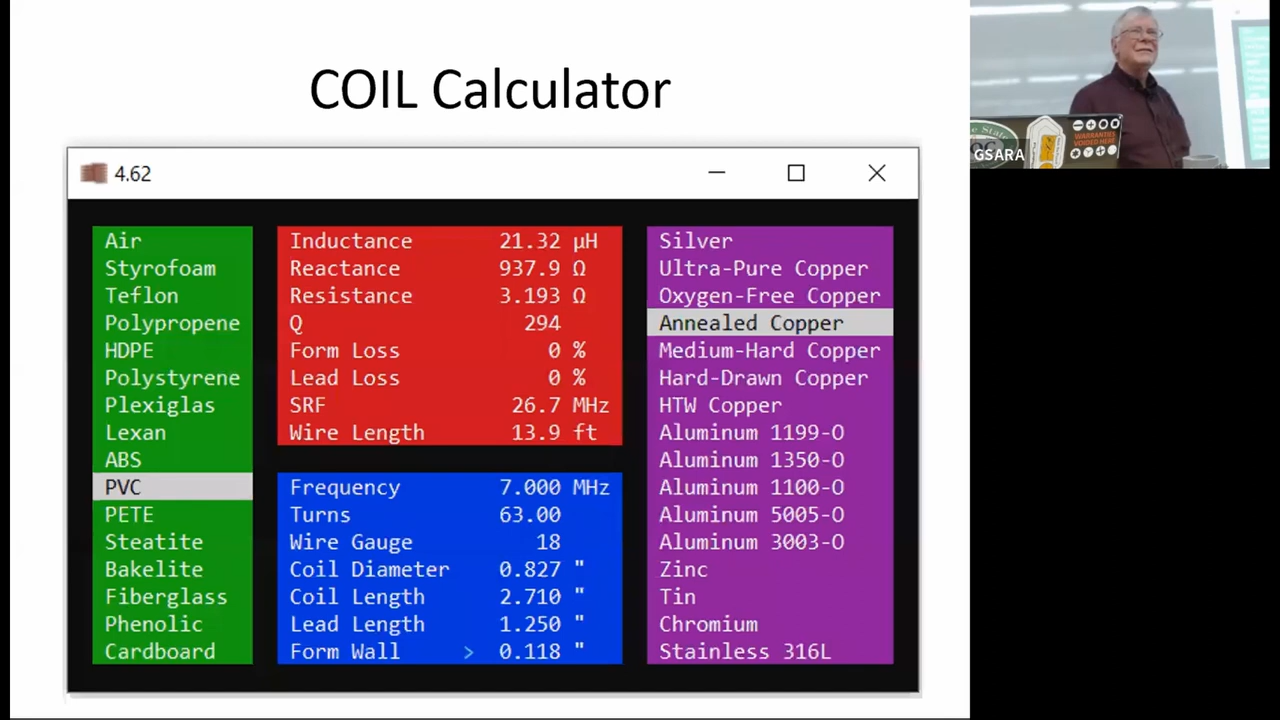 COIL Calculator
4.62
Air
Styrofoam
Teflon
Polypropene
HDPE
Polystyrene
Plexiglas
Lexan
ABS
PVC
PETE
Steatite
Bakelite
Fiberglass
Phenolic
Cardboard
Inductance 21.32 µH
Reactance 937.9 Ω
Resistance 3.193 Ω
Q 294
Form Loss 0 %
Lead Loss 0 %
SRF 26.7 MHz
Wire Length 13.9 ft
Frequency 7.000 MHz
Turns 63.00
Wire Gauge 18
Coil Diameter 0.827 "
Coil Length 2.710 "
Lead Length 1.250 "
Form Wall > 0.118 "
Silver
Ultra-Pure Copper
Oxygen-Free Copper
Annealed Copper
Medium-Hard Copper
Hard-Drawn Copper
HTW Copper
Aluminum 1199-O
Aluminum 1350-O
Aluminum 1100-O
Aluminum 5005-O
Aluminum 3003-O
Zinc
Tin
Chromium
Stainless 316L
State
WARRANTIES
VOIDED HERE
GSARA